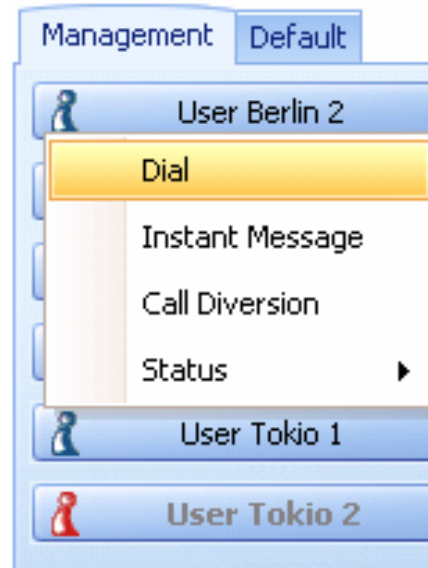 Management Default
User Berlin 2
Dial
Instant Message
Call Diversion
Status
User Tokio 1
User Tokio 2